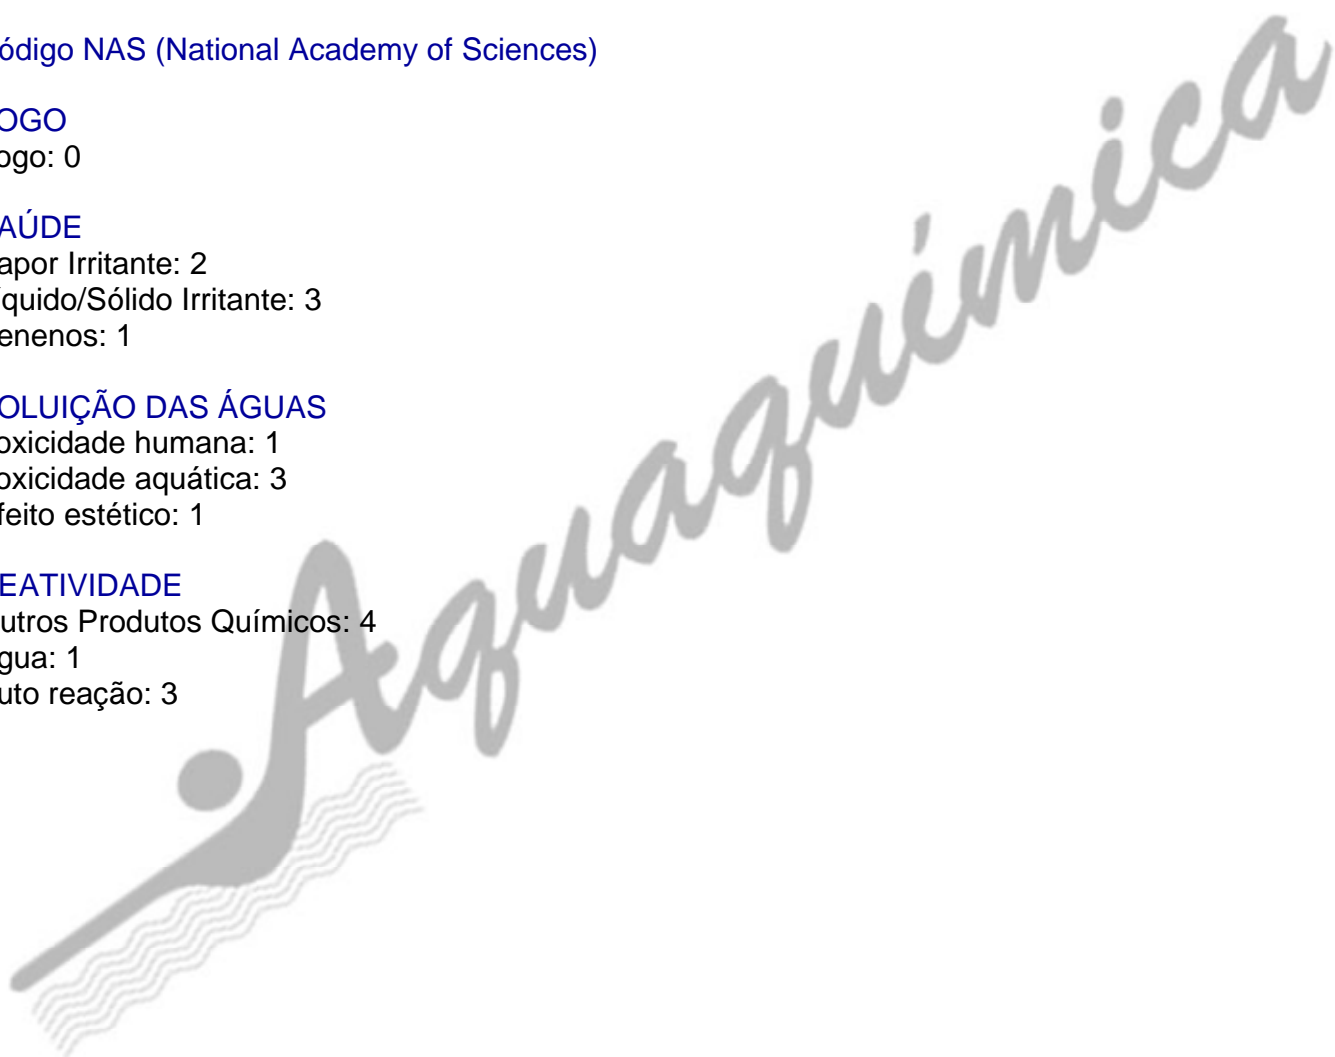 ódigo NAS (National Academy of Sciences)
OGO
ogo: 0
AÚDE
apor Irritante: 2
íquido/Sólido Irritante: 3
enenos: 1
OLUIÇÃO DAS ÁGUAS
oxicidade humana: 1
oxicidade aquática: 3
feito estético: 1
EATIVIDADE
utros Produtos Químicos: 4
gua: 1
uto reação: 3
Aquaquímica